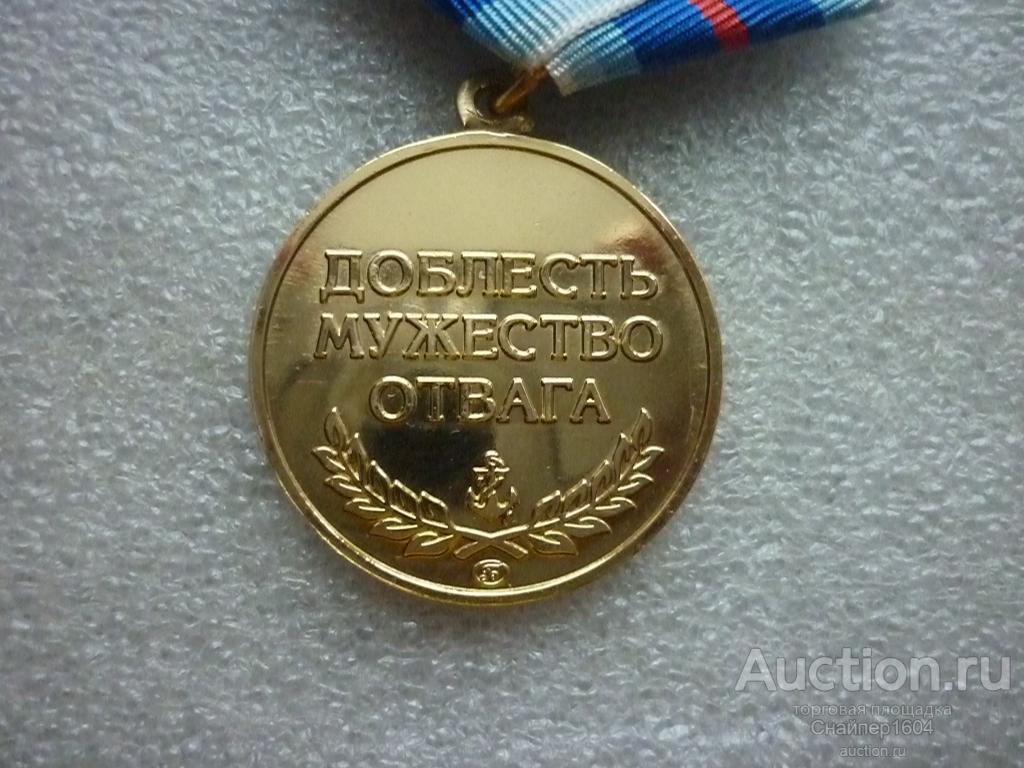 ДОБЛЕСТЬ
МУЖЕСТВО
ОТВАГА
Auction.ru
торговая площадка
Снайпер1604
auction.ru